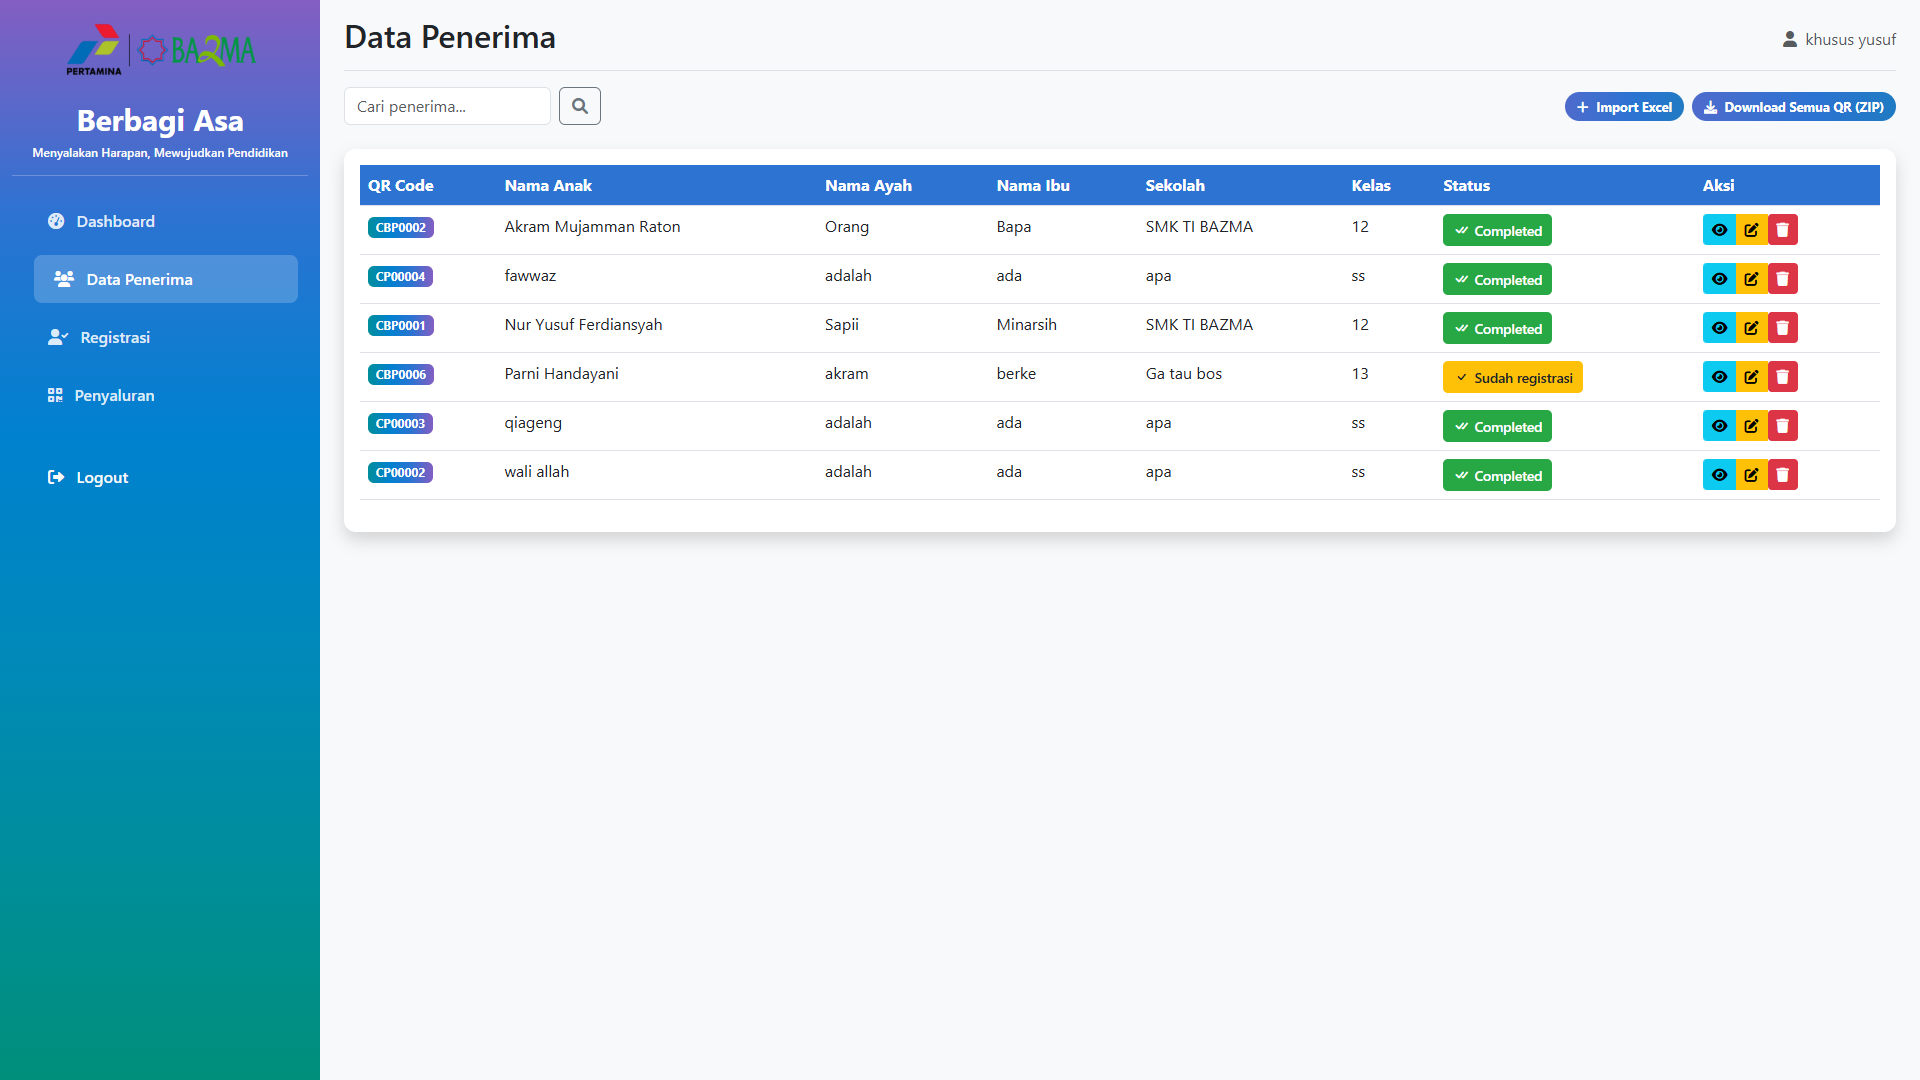 PERTAMINA
BAZMA
Berbagi Asa
Menyalakan Harapan, Mewujudkan Pendidikan
Dashboard
Data Penerima
Registrasi
Penyaluran
Logout
Data Penerima
khusus yusuf
Cari penerima...
Import Excel
Download Semua QR (ZIP)
QR Code Nama Anak Nama Ayah Nama Ibu Sekolah Kelas Status Aksi
CBP0002 Akram Mujamman Raton Orang Bapa SMK TI BAZMA 12 Completed
CP00004 fawwaz adalah ada apa ss Completed
CBP0001 Nur Yusuf Ferdiansyah Sapii Minarsih SMK TI BAZMA 12 Completed
CBP0006 Parni Handayani akram berke Ga tau bos 13 Sudah registrasi
CP00003 qiageng adalah ada apa ss Completed
CP00002 wali allah adalah ada apa ss Completed